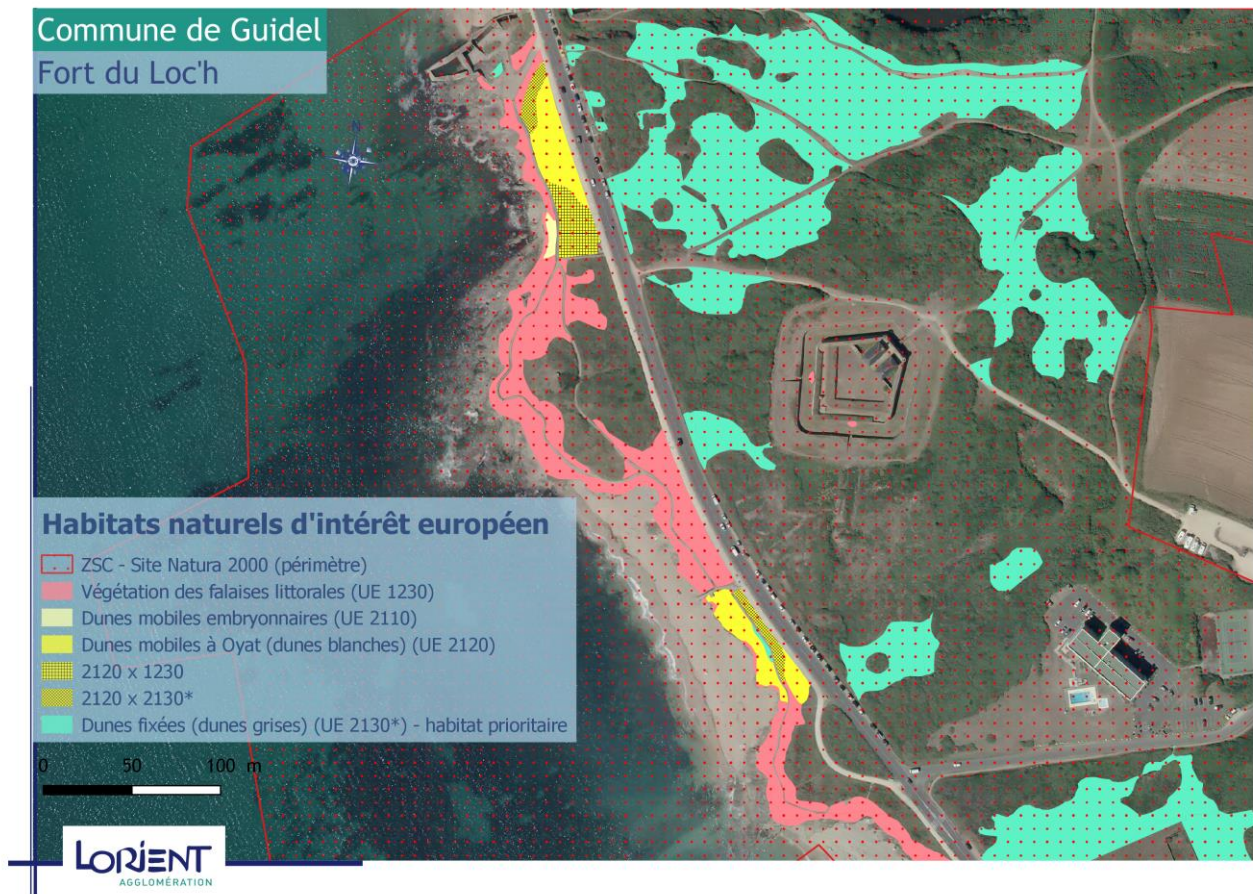 Commune de Guidel
Fort du Loc'h
N
Habitats naturels d'intérêt européen
ZSC - Site Natura 2000 (périmètre)
Végétation des falaises littorales (UE 1230)
Dunes mobiles embryonnaires (UE 2110)
Dunes mobiles à Oyat (dunes blanches) (UE 2120)
2120 x 1230
2120 x 2130*
Dunes fixées (dunes grises) (UE 2130*) - habitat prioritaire
0 50 100 m
LORIENT
AGGLOMÉRATION